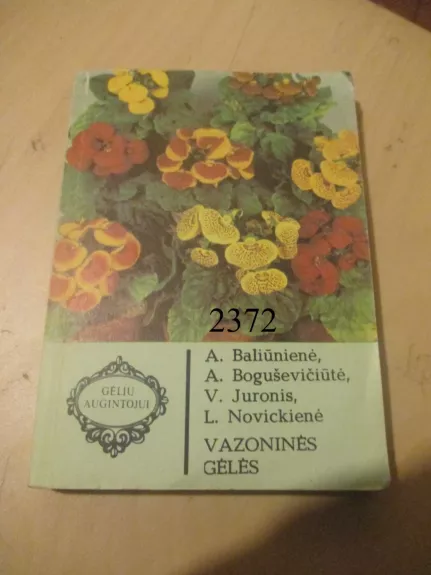 2372
A. Baliūnienė,
A. Boguševičiūtė,
V. Juronis,
L. Novickienė
VAZONINĖS
GĖLĖS
GĖLIŲ
AUGINTOJUI